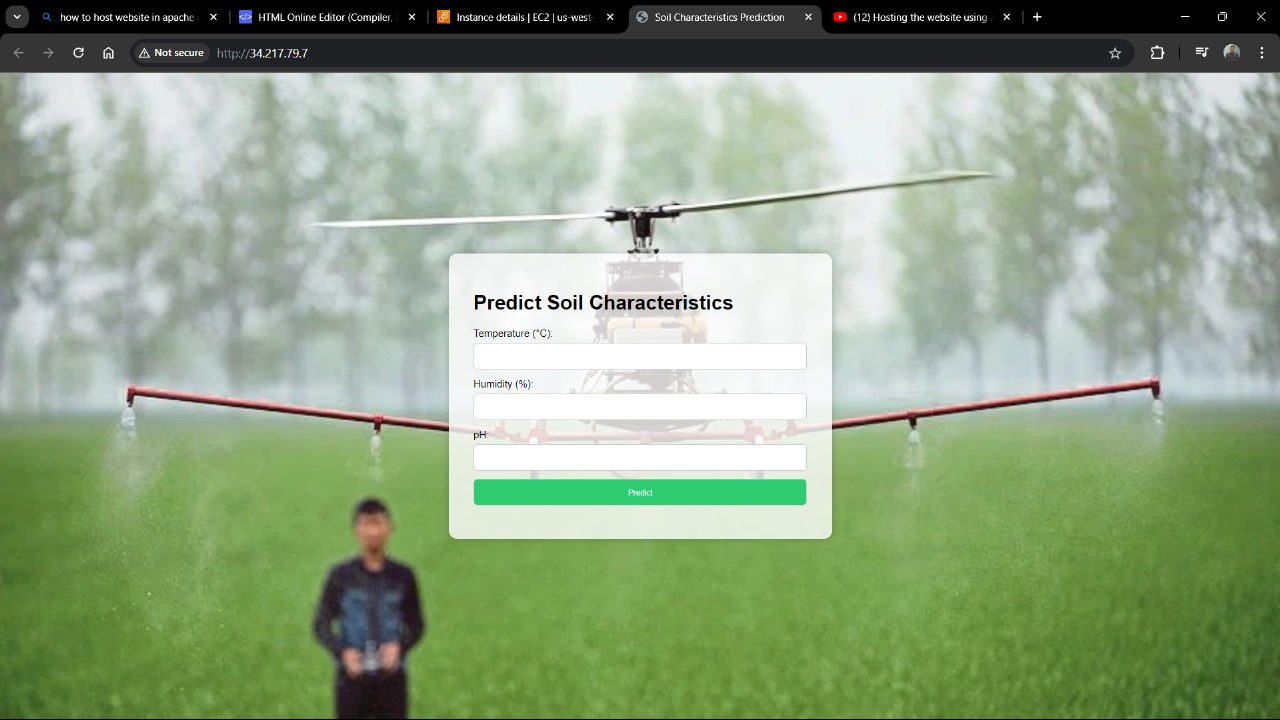 how to host website in apache
HTML Online Editor (Compiler,
Instance details | EC2 | us-west-
Soil Characteristics Prediction
(12) Hosting the website using
Not secure
http://34.217.79.7
Predict Soil Characteristics
Temperature (°C):
Humidity (%):
pH:
Predict